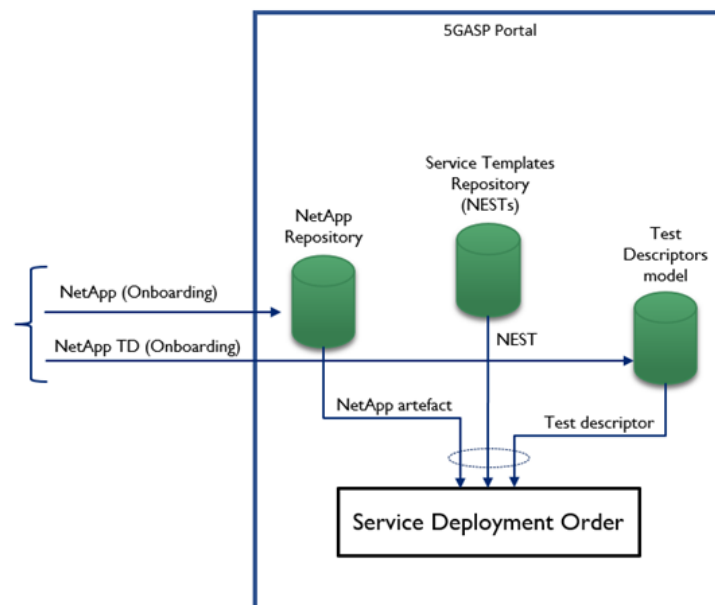 5GASP Portal
Service Templates
Repository
(NESTs)
NetApp
Repository
Test
Descriptors
model
NetApp (Onboarding)
NetApp TD (Onboarding)
NEST
NetApp artefact
Test descriptor
Service Deployment Order